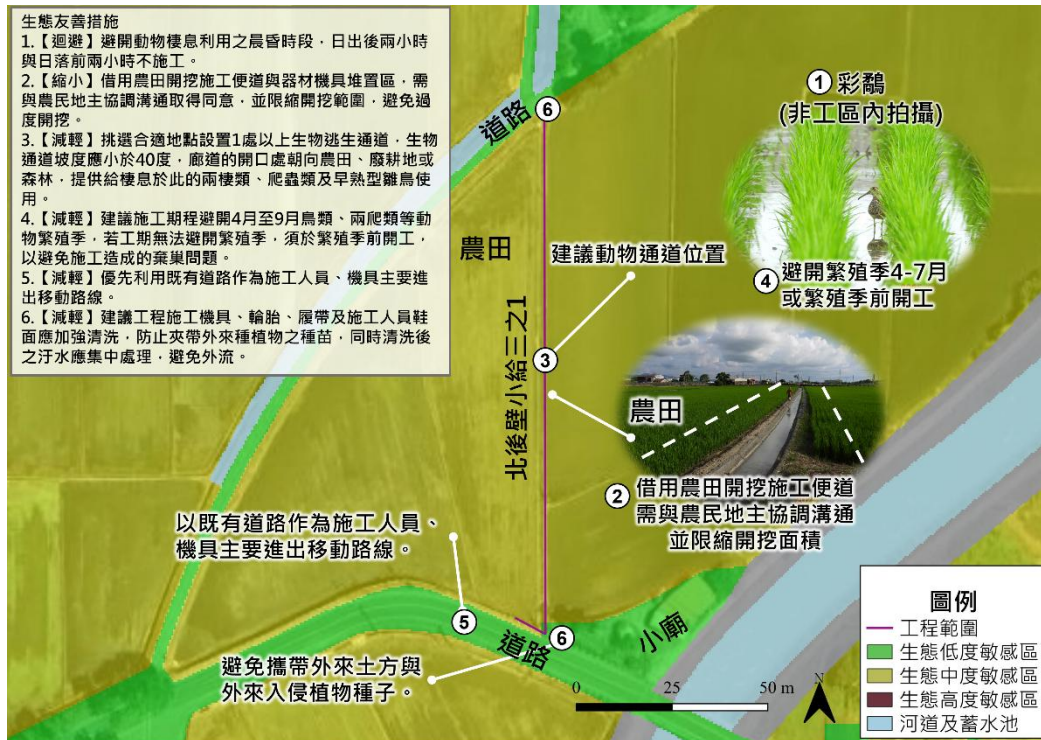 生態友善措施
1.【迴避】避開動物棲息利用之晨昏時段，日出後兩小時
與日落前兩小時不施工。
2.【縮小】借用農田開挖施工便道與器材機具堆置區，需
與農民地主協調溝通取得同意，並限縮開挖範圍，避免過
度開挖。
3.【減輕】挑選合適地點設置1處以上生物逃生通道，生物
通道坡度應小於40度，廊道的開口處朝向農田、廢耕地或
森林，提供給棲息於此的兩棲類、爬蟲類及早熟型雛鳥使
用。
4.【減輕】建議施工期程避開4月至9月鳥類、兩爬類等動
物繁殖季，若工期無法避開繁殖季，須於繁殖季前開工，
以避免施工造成的棄巢問題。
5.【減輕】優先利用既有道路作為施工人員、機具主要進
出移動路線。
6.【減輕】建議工程施工機具、輪胎、履帶及施工人員鞋
面應加強清洗，防止夾帶外來種植物之種苗，同時清洗後
之汙水應集中處理，避免外流。
道路
6
1 彩鷸
(非工區內拍攝)
農田
建議動物通道位置
4 避開繁殖季4-7月
或繁殖季前開工
3
北後壁小給三之1
農田
2 借用農田開挖施工便道
需與農民地主協調溝通
並限縮開挖面積
以既有道路作為施工人員、
機具主要進出移動路線。
5
道路
6
小廟
避免攜帶外來土方與
外來入侵植物種子。
0 25 50 m
N
圖例
工程範圍
生態低度敏感區
生態中度敏感區
生態高度敏感區
河道及蓄水池